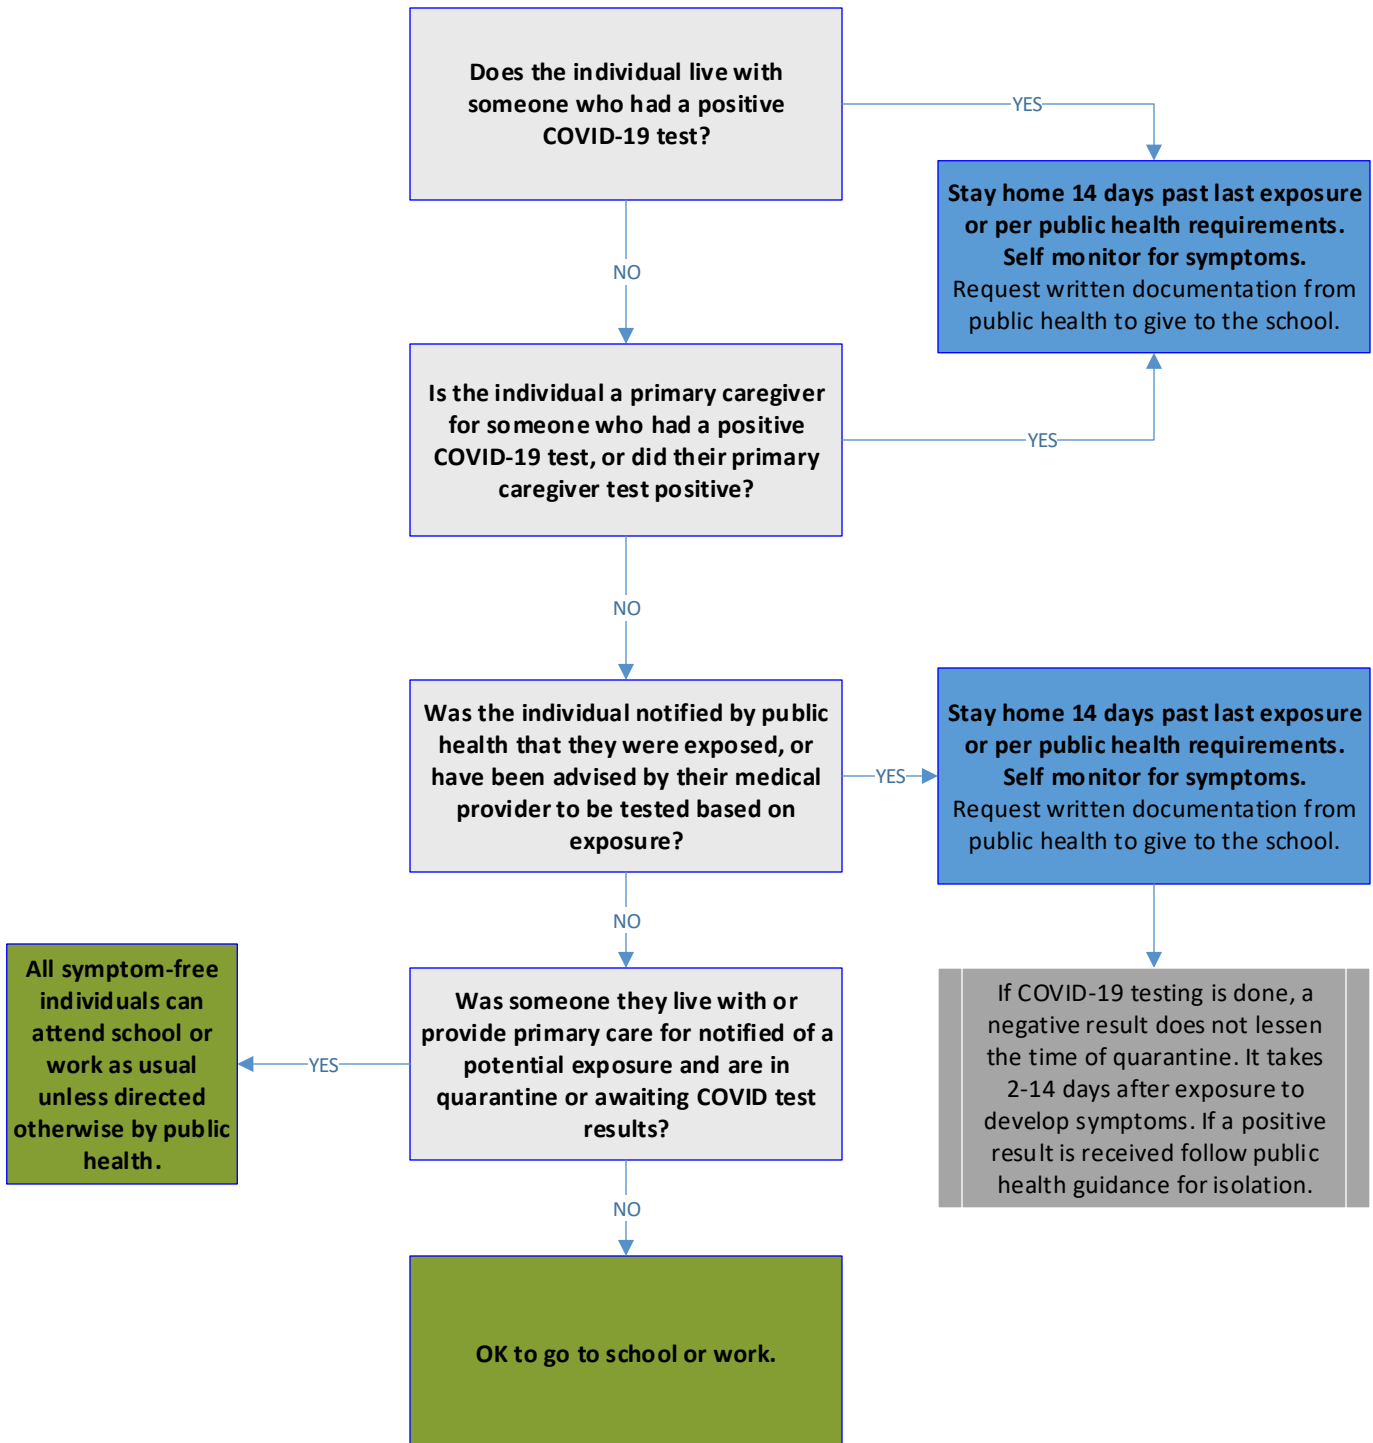 Does the individual live with
someone who had a positive
COVID-19 test?
YES
Stay home 14 days past last exposure
or per public health requirements.
Self monitor for symptoms.
Request written documentation from
public health to give to the school.
NO
Is the individual a primary caregiver
for someone who had a positive
COVID-19 test, or did their primary
caregiver test positive?
YES
NO
Was the individual notified by public
health that they were exposed, or
have been advised by their medical
provider to be tested based on
exposure?
YES
Stay home 14 days past last exposure
or per public health requirements.
Self monitor for symptoms.
Request written documentation from
public health to give to the school.
NO
All symptom-free
individuals can
attend school or
work as usual
unless directed
otherwise by public
health.
YES
Was someone they live with or
provide primary care for notified of a
potential exposure and are in
quarantine or awaiting COVID test
results?
If COVID-19 testing is done, a
negative result does not lessen
the time of quarantine. It takes
2-14 days after exposure to
develop symptoms. If a positive
result is received follow public
health guidance for isolation.
NO
OK to go to school or work.